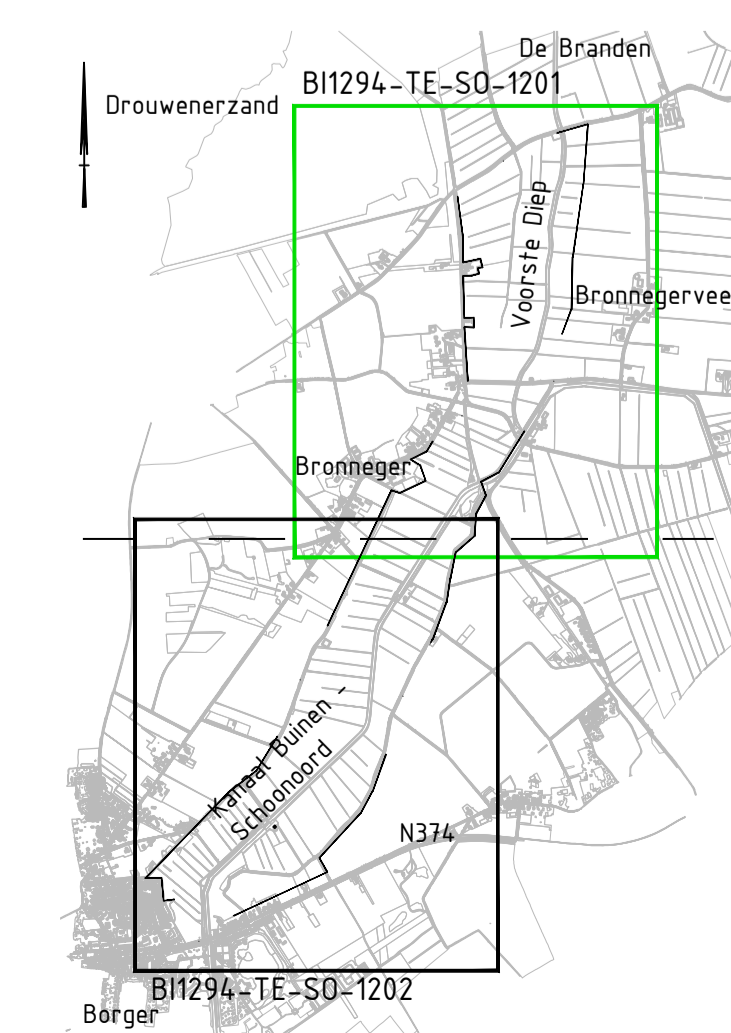 De Branden
BI1294-TE-SO-1201
Drouwenerzand
Voorste Diep
Bronnegervee
Bronneger
Kanaal Buinen -
Schoonoord
N374
BI1294-TE-SO-1202
Borger